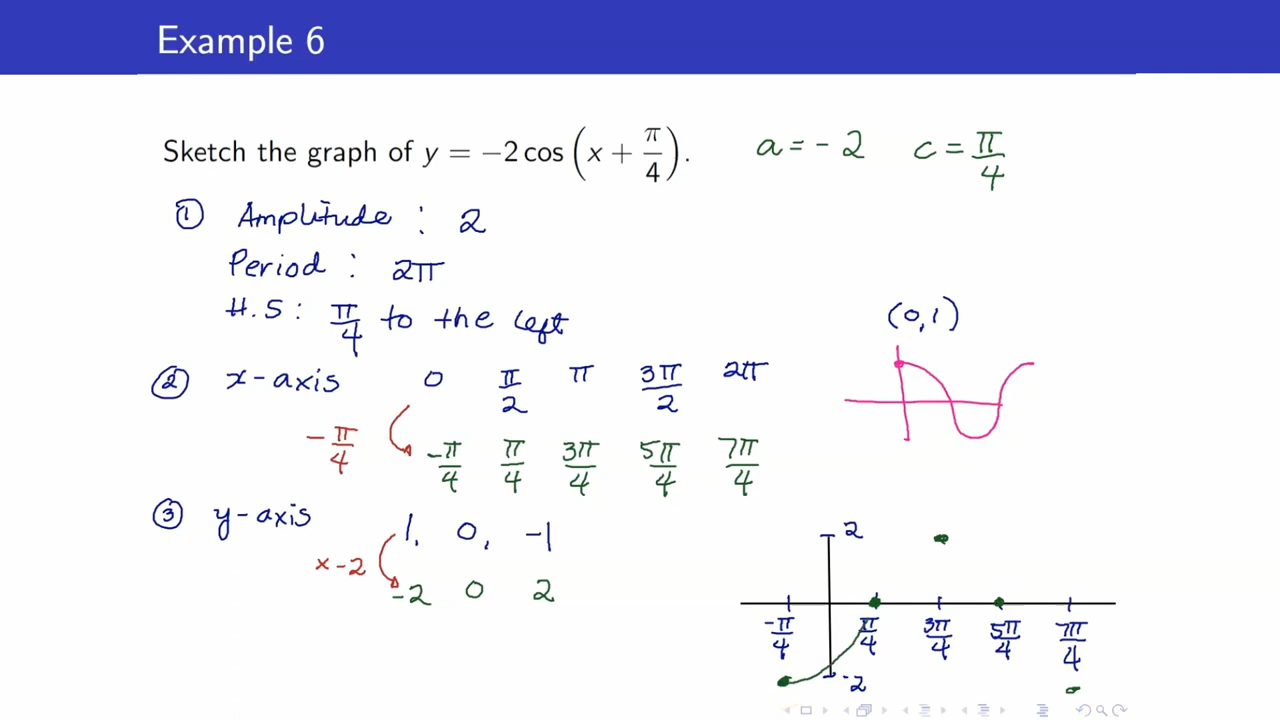 Example 6
Sketch the graph of y = −2 cos(x + π/4). a = -2 c = π/4
① Amplitude : 2
Period : 2π
H.S : π/4 to the left
(0,1)
② x-axis 0 π/2 π 3π/2 2π
-π/4 -π/4 π/4 3π/4 5π/4 7π/4
③ y-axis 1, 0, -1
x-2 -2 0 2
2
-π/4 π/4 3π/4 5π/4 7π/4
-2